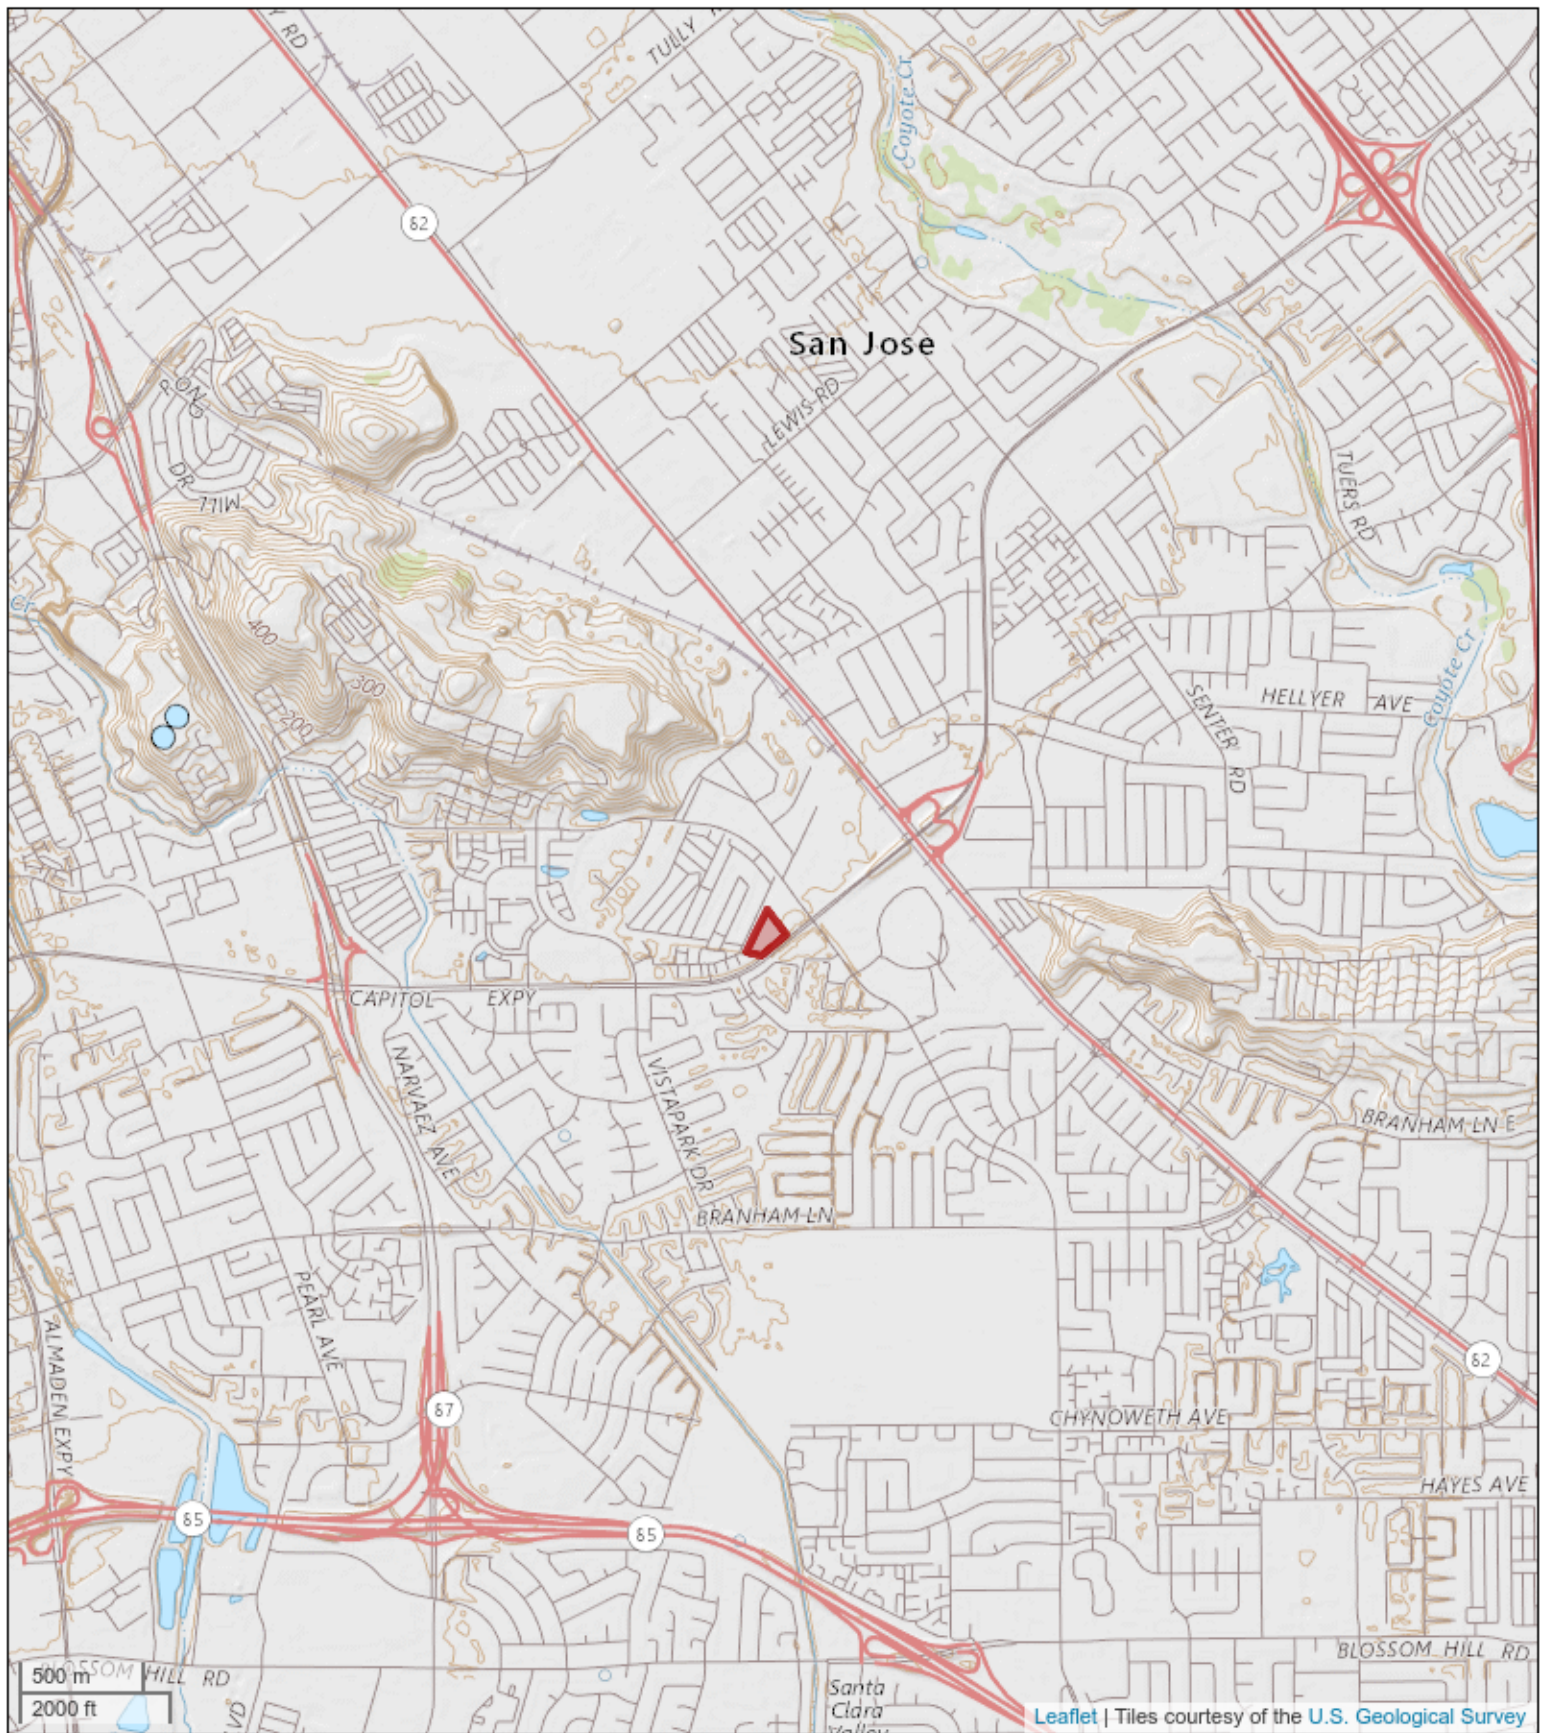 Y RD
TULLY
Coyote Cr
82
San Jose
LEWIS RD
POND
DR
MILL
TUERS RD
400
Cr
300
200
HELLYER AVE
SENTER RD
Coyote Cr
CAPITOL EXPY
NARVAEZ AVE
VISTAPARK DR
BRANHAM LN E
BRANHAM LN
PEARL AVE
ALMADEN EXPY
82
87
CHYNOWETH AVE
HAYES AVE
85
85
BLOSSOM HILL RD
BLOSSOM HILL RD
500 m
2000 ft
Santa
Clara
Valley
Leaflet | Tiles courtesy of the U.S. Geological Survey